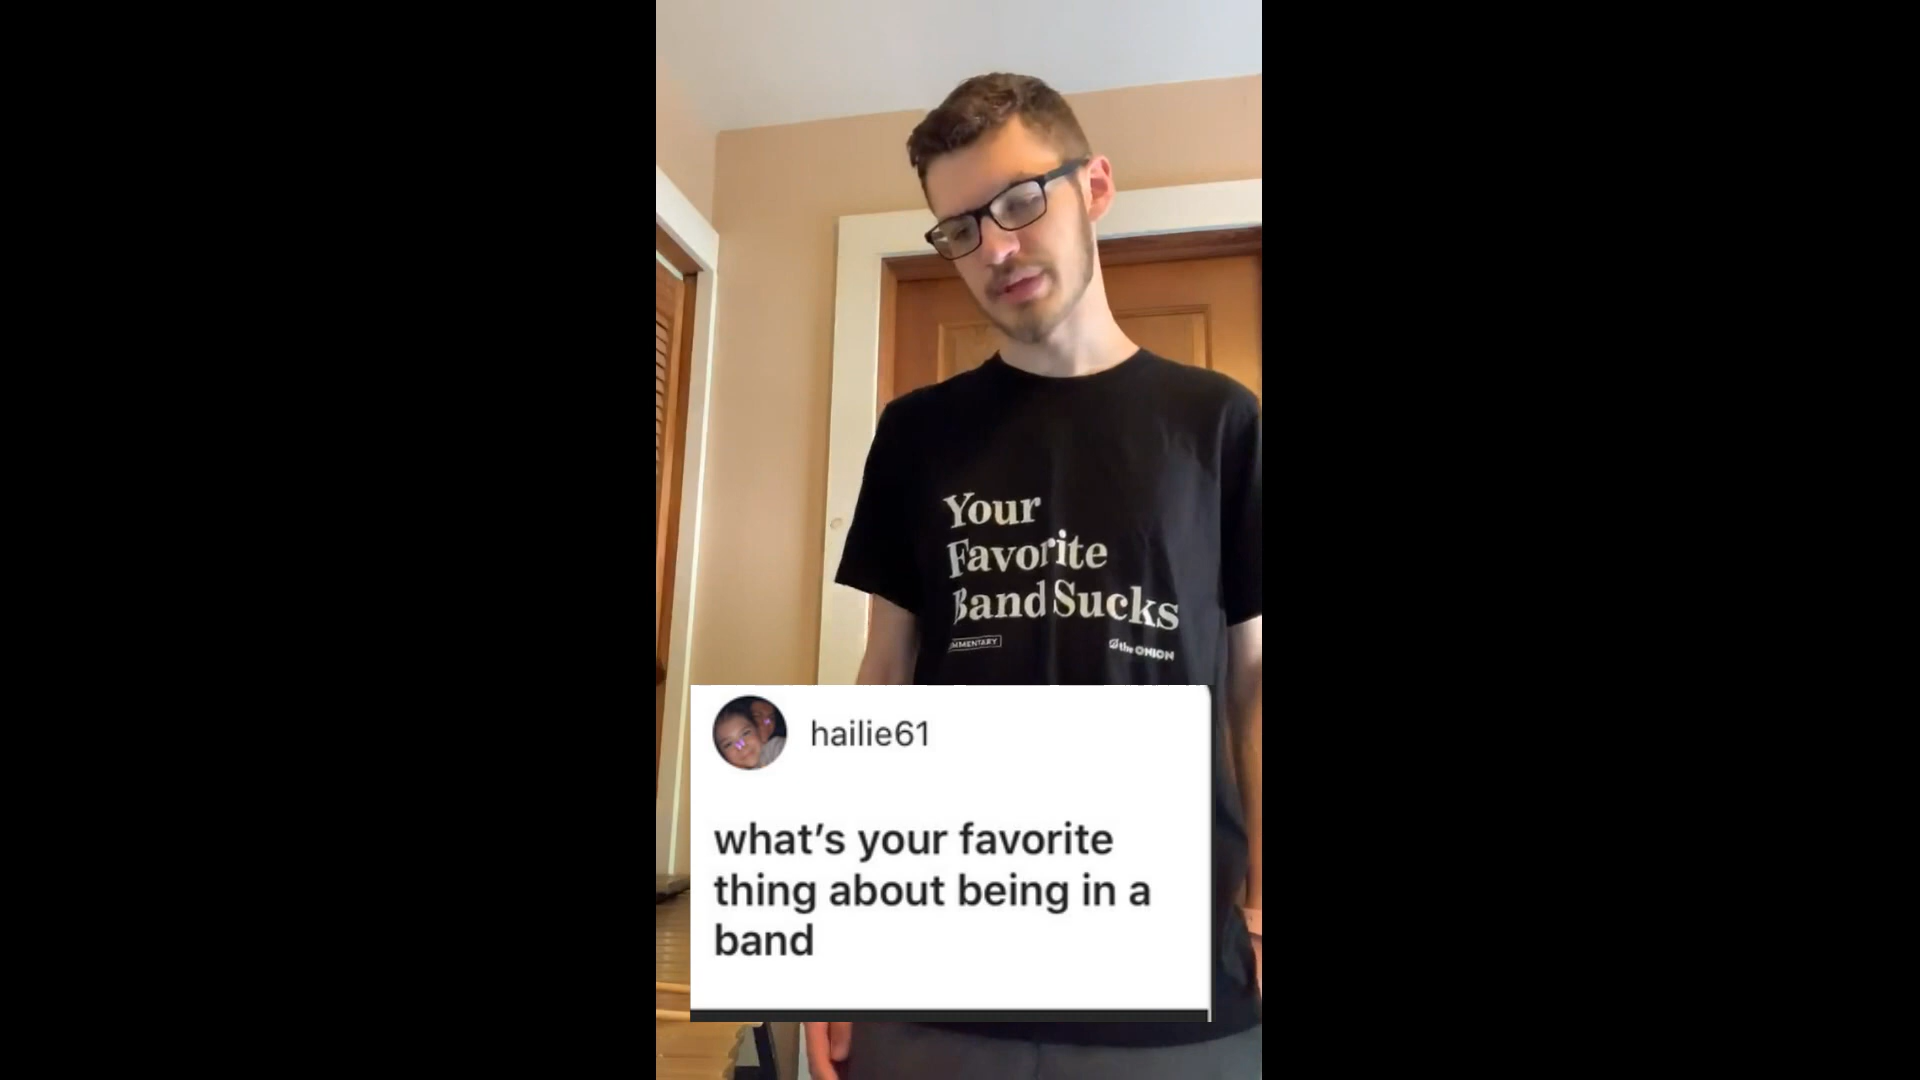 Your
Favorite
Band Sucks
the ONION
hailie61
what's your favorite
thing about being in a
band